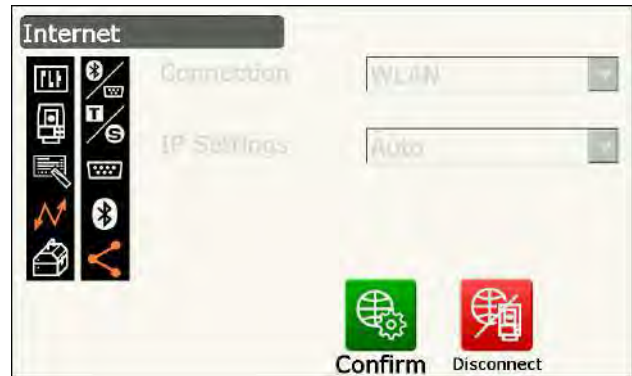 Internet
Connection WLAN
IP Settings Auto
T
S
Confirm Disconnect